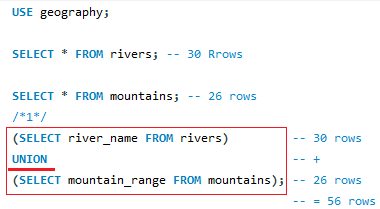 USE geography;
SELECT * FROM rivers; -- 30 Rrows
SELECT * FROM mountains; -- 26 rows
/*1*/
(SELECT river_name FROM rivers) -- 30 rows
UNION -- +
(SELECT mountain_range FROM mountains); -- 26 rows
-- = 56 rows